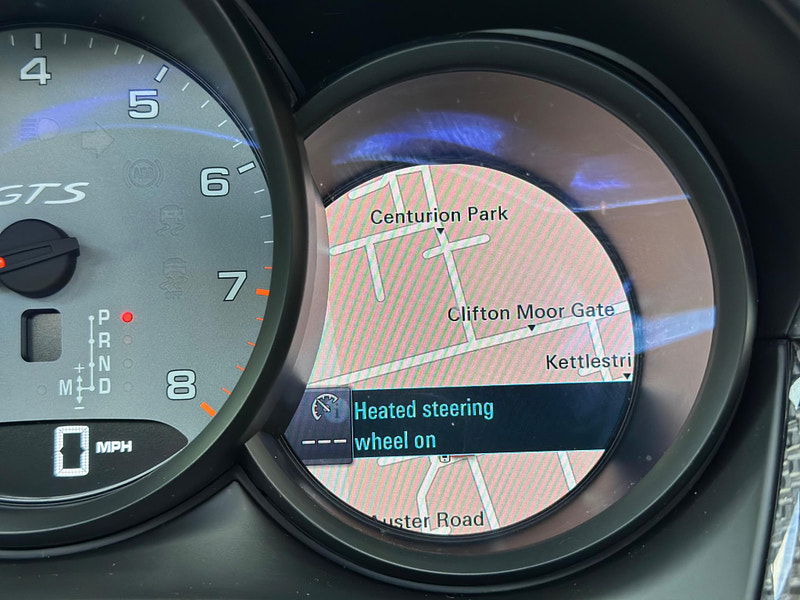 4
5
6
7
8
GTS
P
R
N
D
+
M
-
0 MPH
Centurion Park
Clifton Moor Gate
Kettlestri
Heated steering
wheel on
---
Auster Road